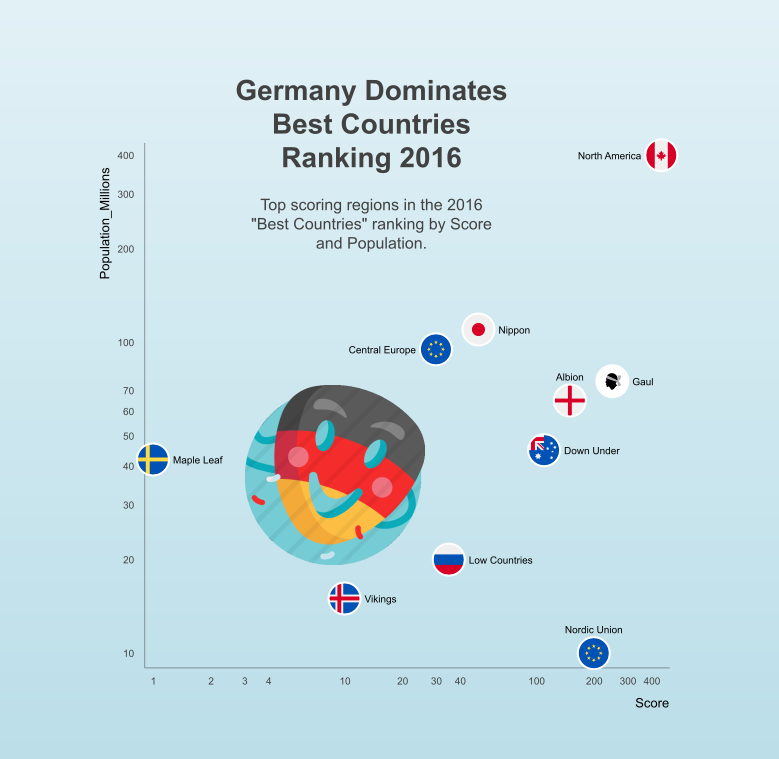 Germany Dominates
Best Countries
Ranking 2016
Top scoring regions in the 2016
"Best Countries" ranking by Score
and Population.
Population_Millions
400
300
200
100
70
60
50
40
30
20
10
North America
Nippon
Central Europe
Albion
Gaul
Down Under
Maple Leaf
Low Countries
Vikings
Nordic Union
1 2 3 4 10 20 30 40 100 200 300 400
Score